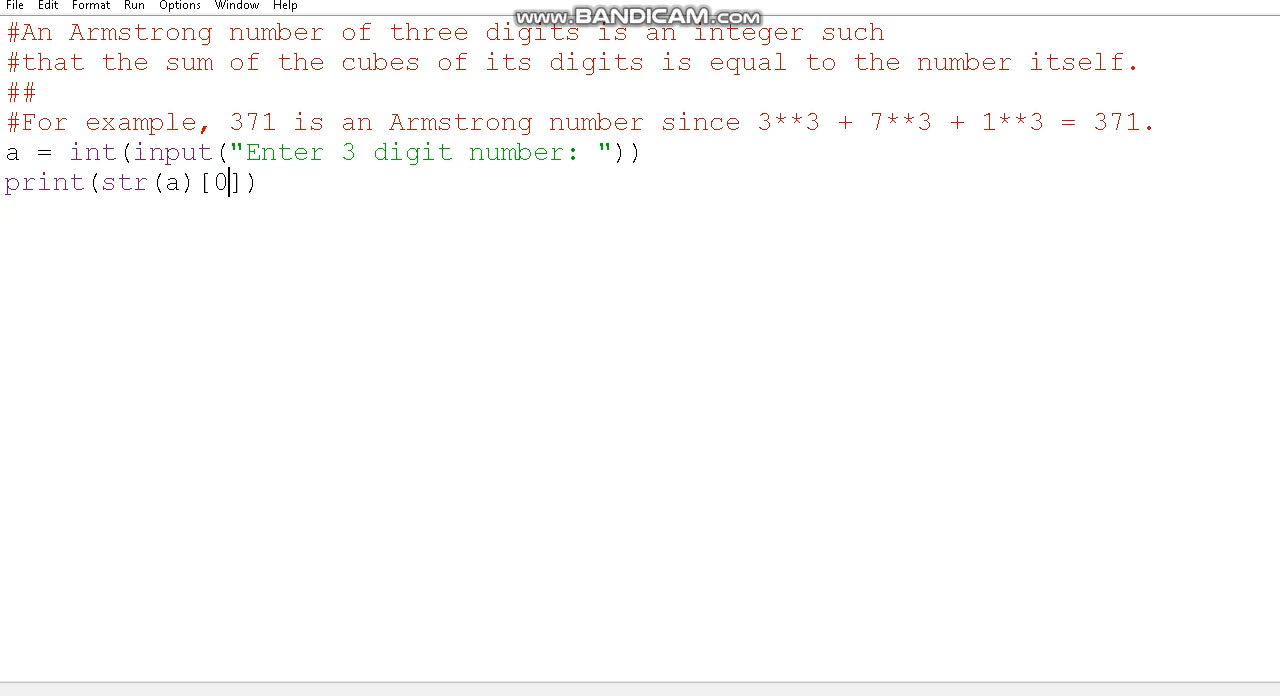 File Edit Format Run Options Window Help
www.BANDICAM.com
#An Armstrong number of three digits is an integer such
#that the sum of the cubes of its digits is equal to the number itself.
##
#For example, 371 is an Armstrong number since 3**3 + 7**3 + 1**3 = 371.
a = int(input("Enter 3 digit number: "))
print(str(a)[0])